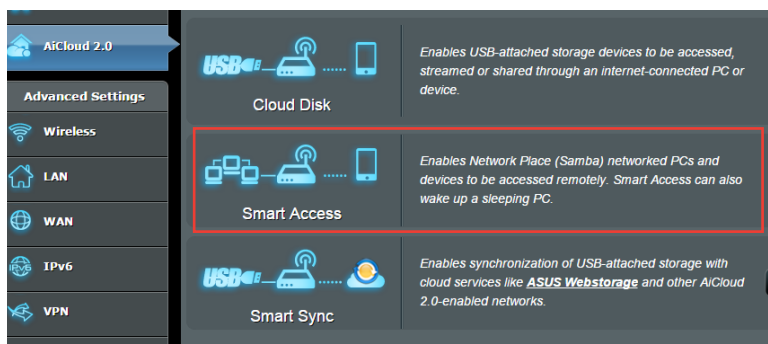 AiCloud 2.0
Advanced Settings
Wireless
LAN
WAN
IPv6
IPv6
VPN
USB
Cloud Disk
Enables USB-attached storage devices to be accessed,
streamed or shared through an internet-connected PC or
device.
Smart Access
Enables Network Place (Samba) networked PCs and
devices to be accessed remotely. Smart Access can also
wake up a sleeping PC.
USB
Smart Sync
Enables synchronization of USB-attached storage with
cloud services like ASUS Webstorage and other AiCloud
2.0-enabled networks.